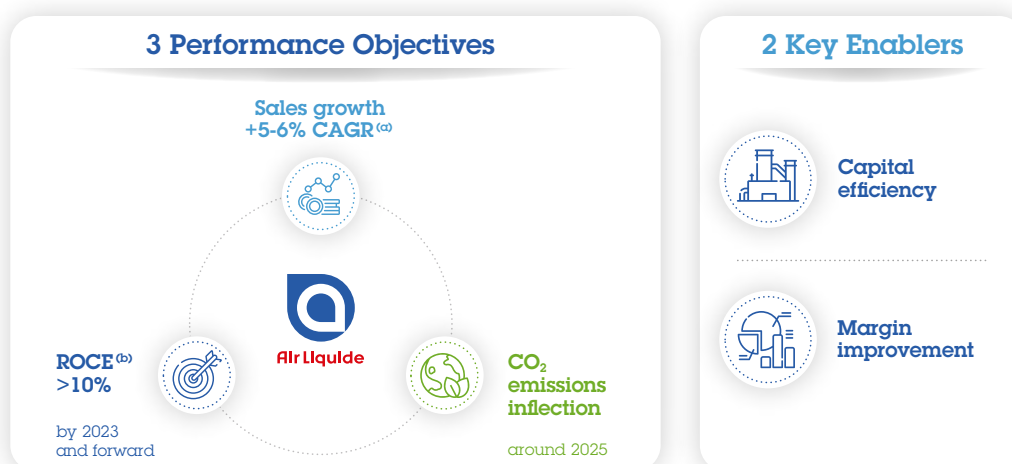 3 Performance Objectives
Sales growth
+5-6% CAGR (a)
Air Liquide
ROCE (b)
>10%
by 2023
and forward
CO₂
emissions
inflection
around 2025
2 Key Enablers
Capital
efficiency
Margin
improvement